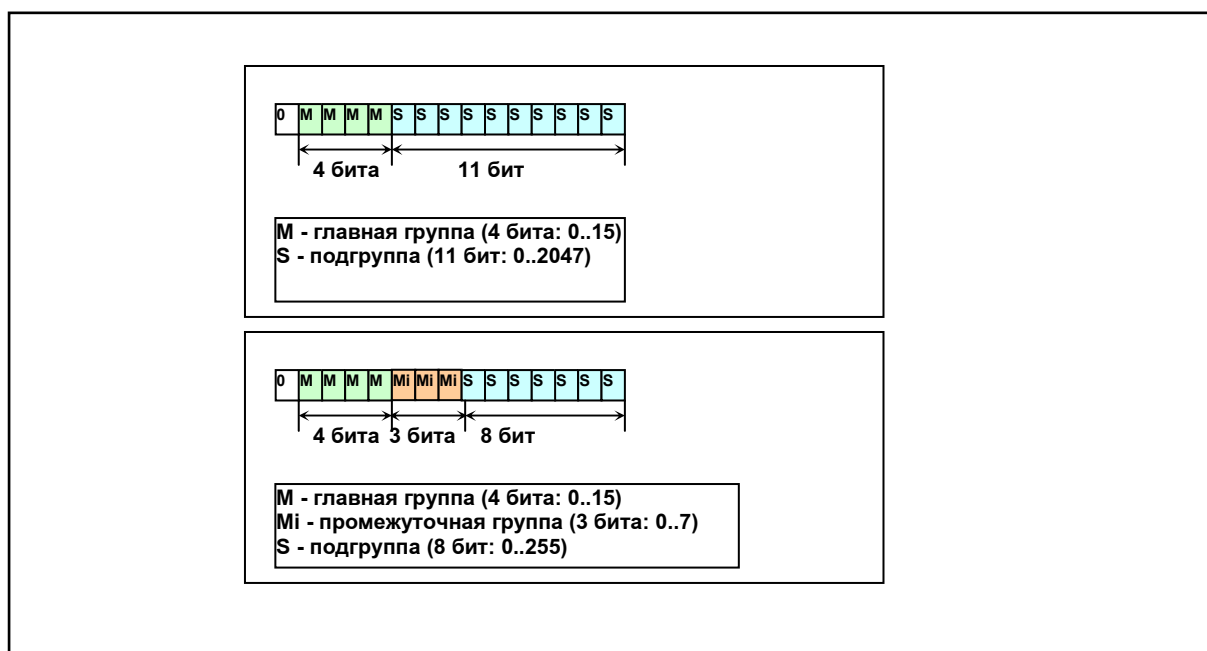 0 M M M M S S S S S S S S S S
4 бита 11 бит
M - главная группа (4 бита: 0..15)
S - подгруппа (11 бит: 0..2047)
0 M M M M Mi Mi Mi S S S S S S S
4 бита 3 бита 8 бит
M - главная группа (4 бита: 0..15)
Mi - промежуточная группа (3 бита: 0..7)
S - подгруппа (8 бит: 0..255)